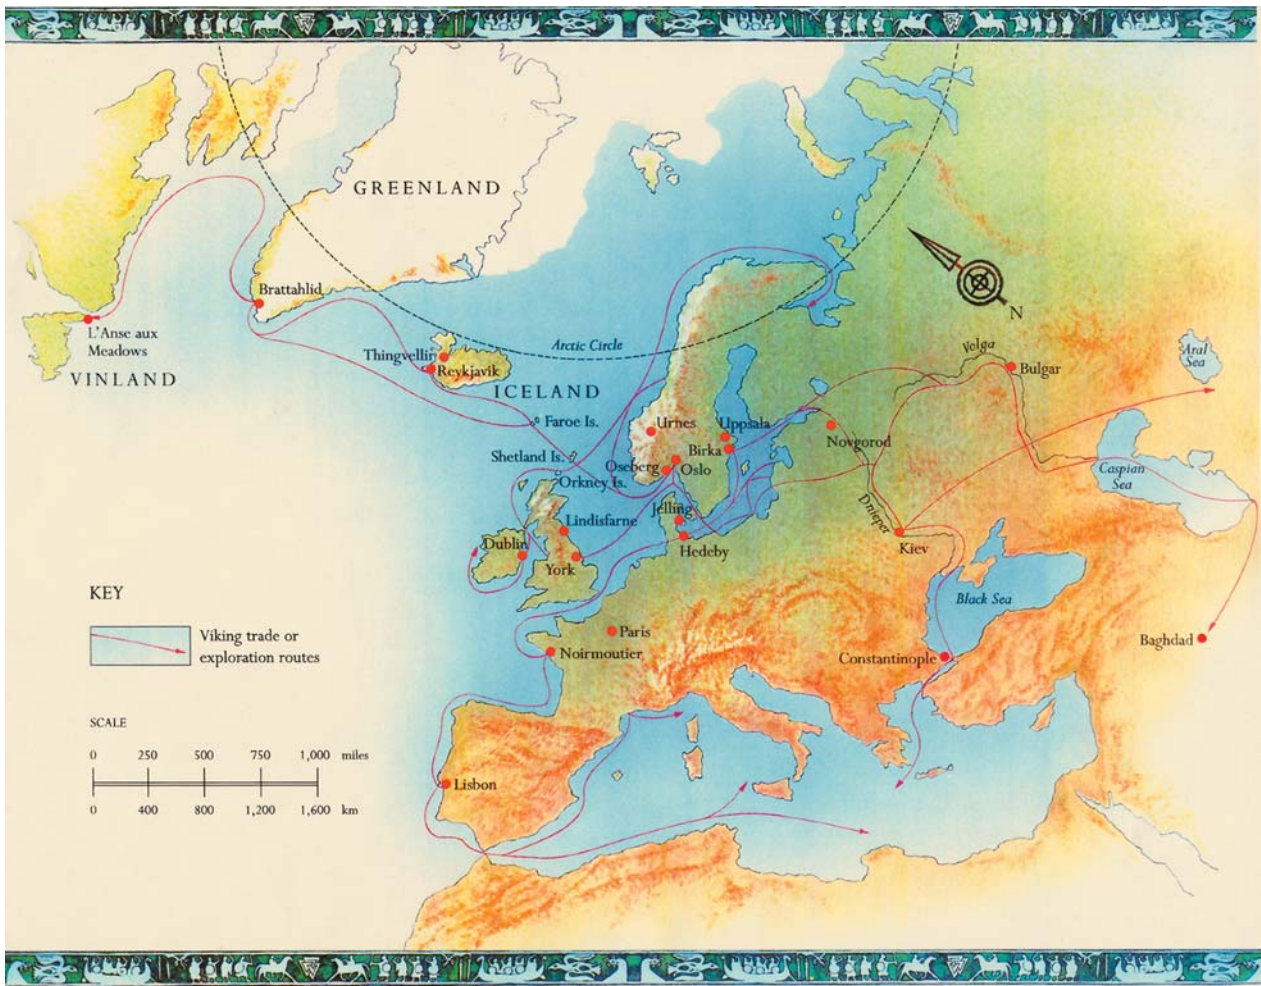 GREENLAND
Brattahlid
L'Anse aux
Meadows
VINLAND
Thingvellir
Reykjavik
ICELAND
Arctic Circle
Faroe Is.
Shetland Is.
Orkney Is.
Urnes
Uppsala
Birka
Oseberg
Oslo
Novgorod
Volga
Bulgar
Aral
Sea
N
Caspian
Sea
Dnieper
Kiev
Jelling
Hedeby
Lindisfarne
Dublin
York
Black Sea
Baghdad
Constantinople
Paris
Noirmoutier
Lisbon
KEY
Viking trade or
exploration routes
SCALE
0 250 500 750 1,000 miles
0 400 800 1,200 1,600 km